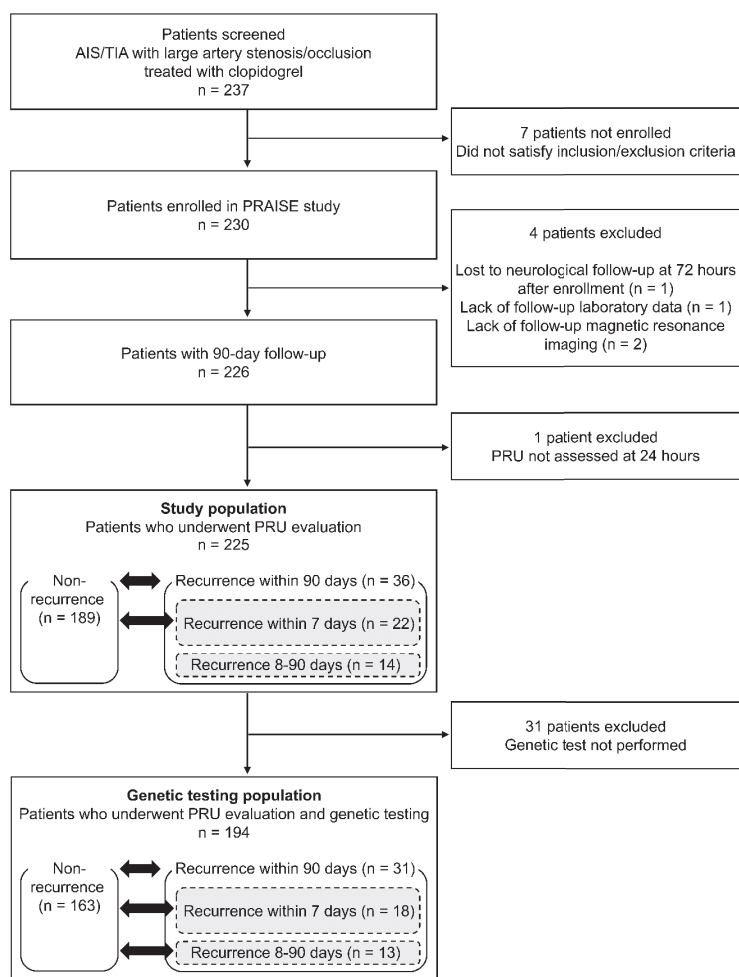 Patients screened
AIS/TIA with large artery stenosis/occlusion
treated with clopidogrel
n = 237
7 patients not enrolled
Did not satisfy inclusion/exclusion criteria
Patients enrolled in PRAISE study
n = 230
4 patients excluded
Lost to neurological follow-up at 72 hours
after enrollment (n = 1)
Lack of follow-up laboratory data (n = 1)
Lack of follow-up magnetic resonance
imaging (n = 2)
Patients with 90-day follow-up
n = 226
1 patient excluded
PRU not assessed at 24 hours
Study population
Patients who underwent PRU evaluation
n = 225
Non-
recurrence
(n = 189)
Recurrence within 90 days (n = 36)
Recurrence within 7 days (n = 22)
Recurrence 8-90 days (n = 14)
31 patients excluded
Genetic test not performed
Genetic testing population
Patients who underwent PRU evaluation and genetic testing
n = 194
Non-
recurrence
(n = 163)
Recurrence within 90 days (n = 31)
Recurrence within 7 days (n = 18)
Recurrence 8-90 days (n = 13)